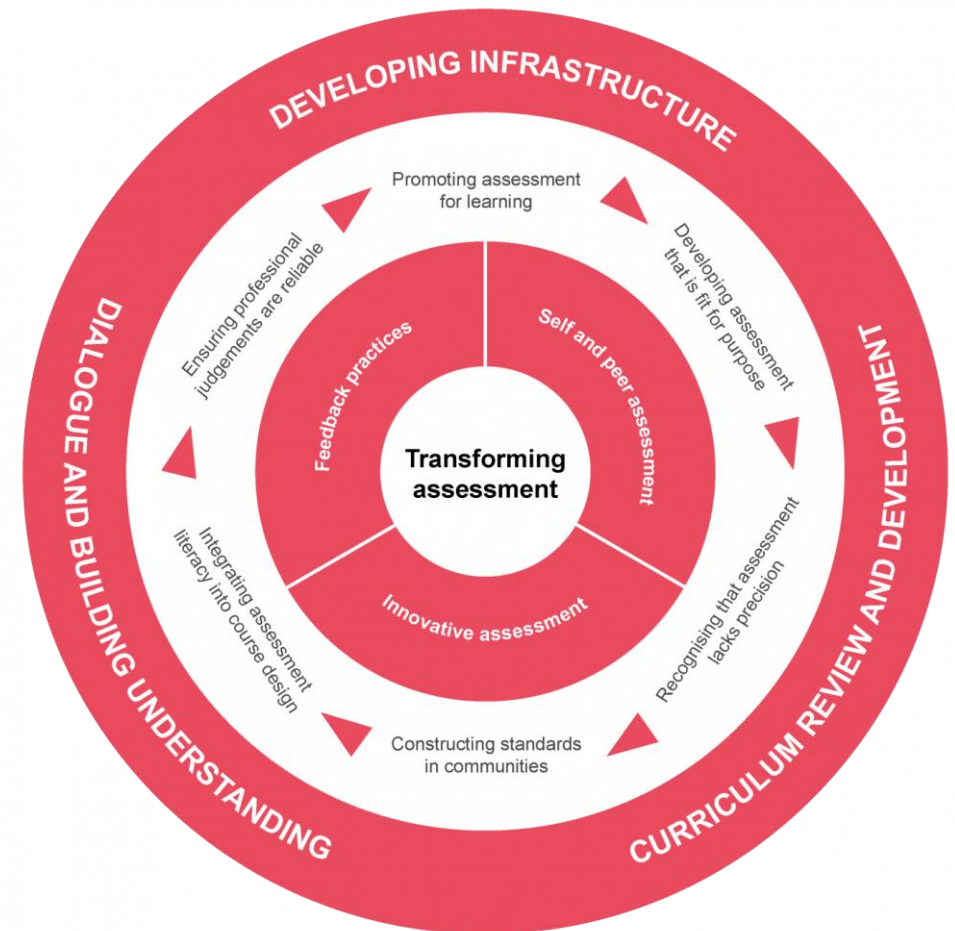 DEVELOPING INFRASTRUCTURE
CURRICULUM REVIEW AND DEVELOPMENT
DIALOGUE AND BUILDING UNDERSTANDING
Promoting assessment
for learning
Developing assessment
that is fit for purpose
Recognising that assessment
lacks precision
Constructing standards
in communities
Integrating assessment
literacy into course design
Ensuring professional
judgements are reliable
Feedback practices
Self and peer assessment
Innovative assessment
Transforming
assessment